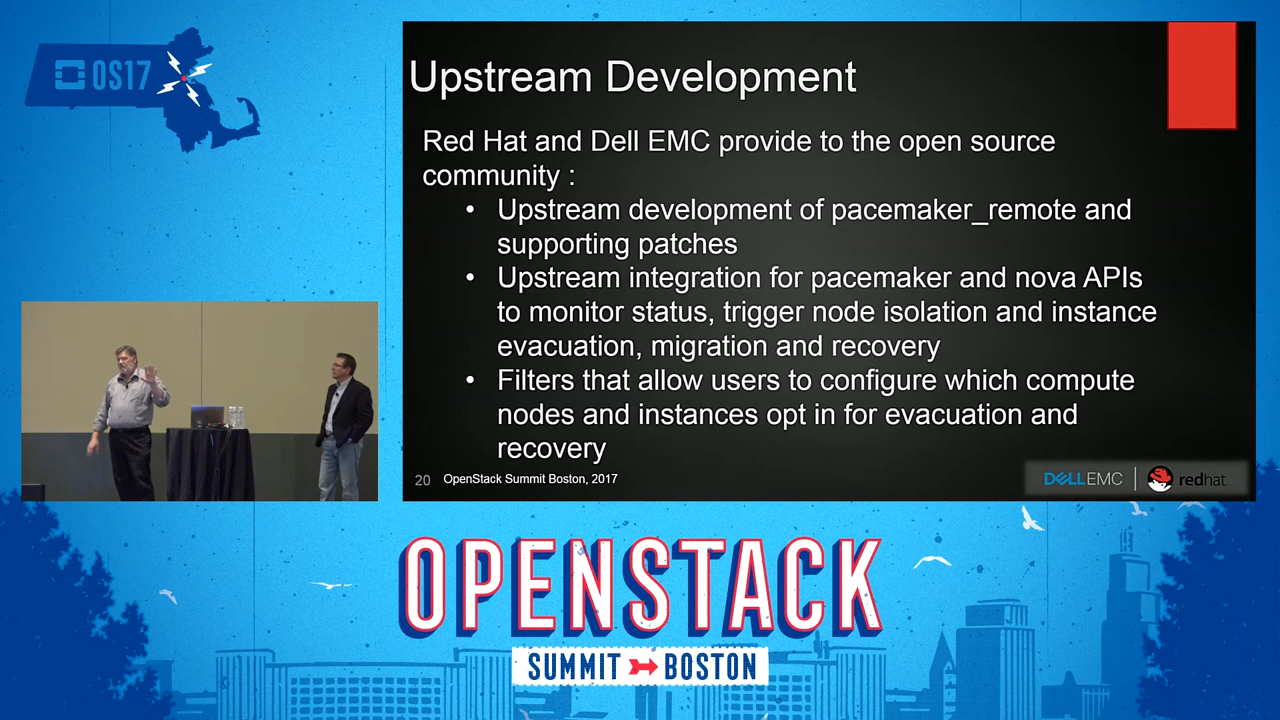 OS17
Upstream Development
Red Hat and Dell EMC provide to the open source
community :
• Upstream development of pacemaker_remote and
supporting patches
• Upstream integration for pacemaker and nova APIs
to monitor status, trigger node isolation and instance
evacuation, migration and recovery
• Filters that allow users to configure which compute
nodes and instances opt in for evacuation and
recovery
20 OpenStack Summit Boston, 2017
DELLEMC redhat.
OPENSTACK
SUMMIT BOSTON